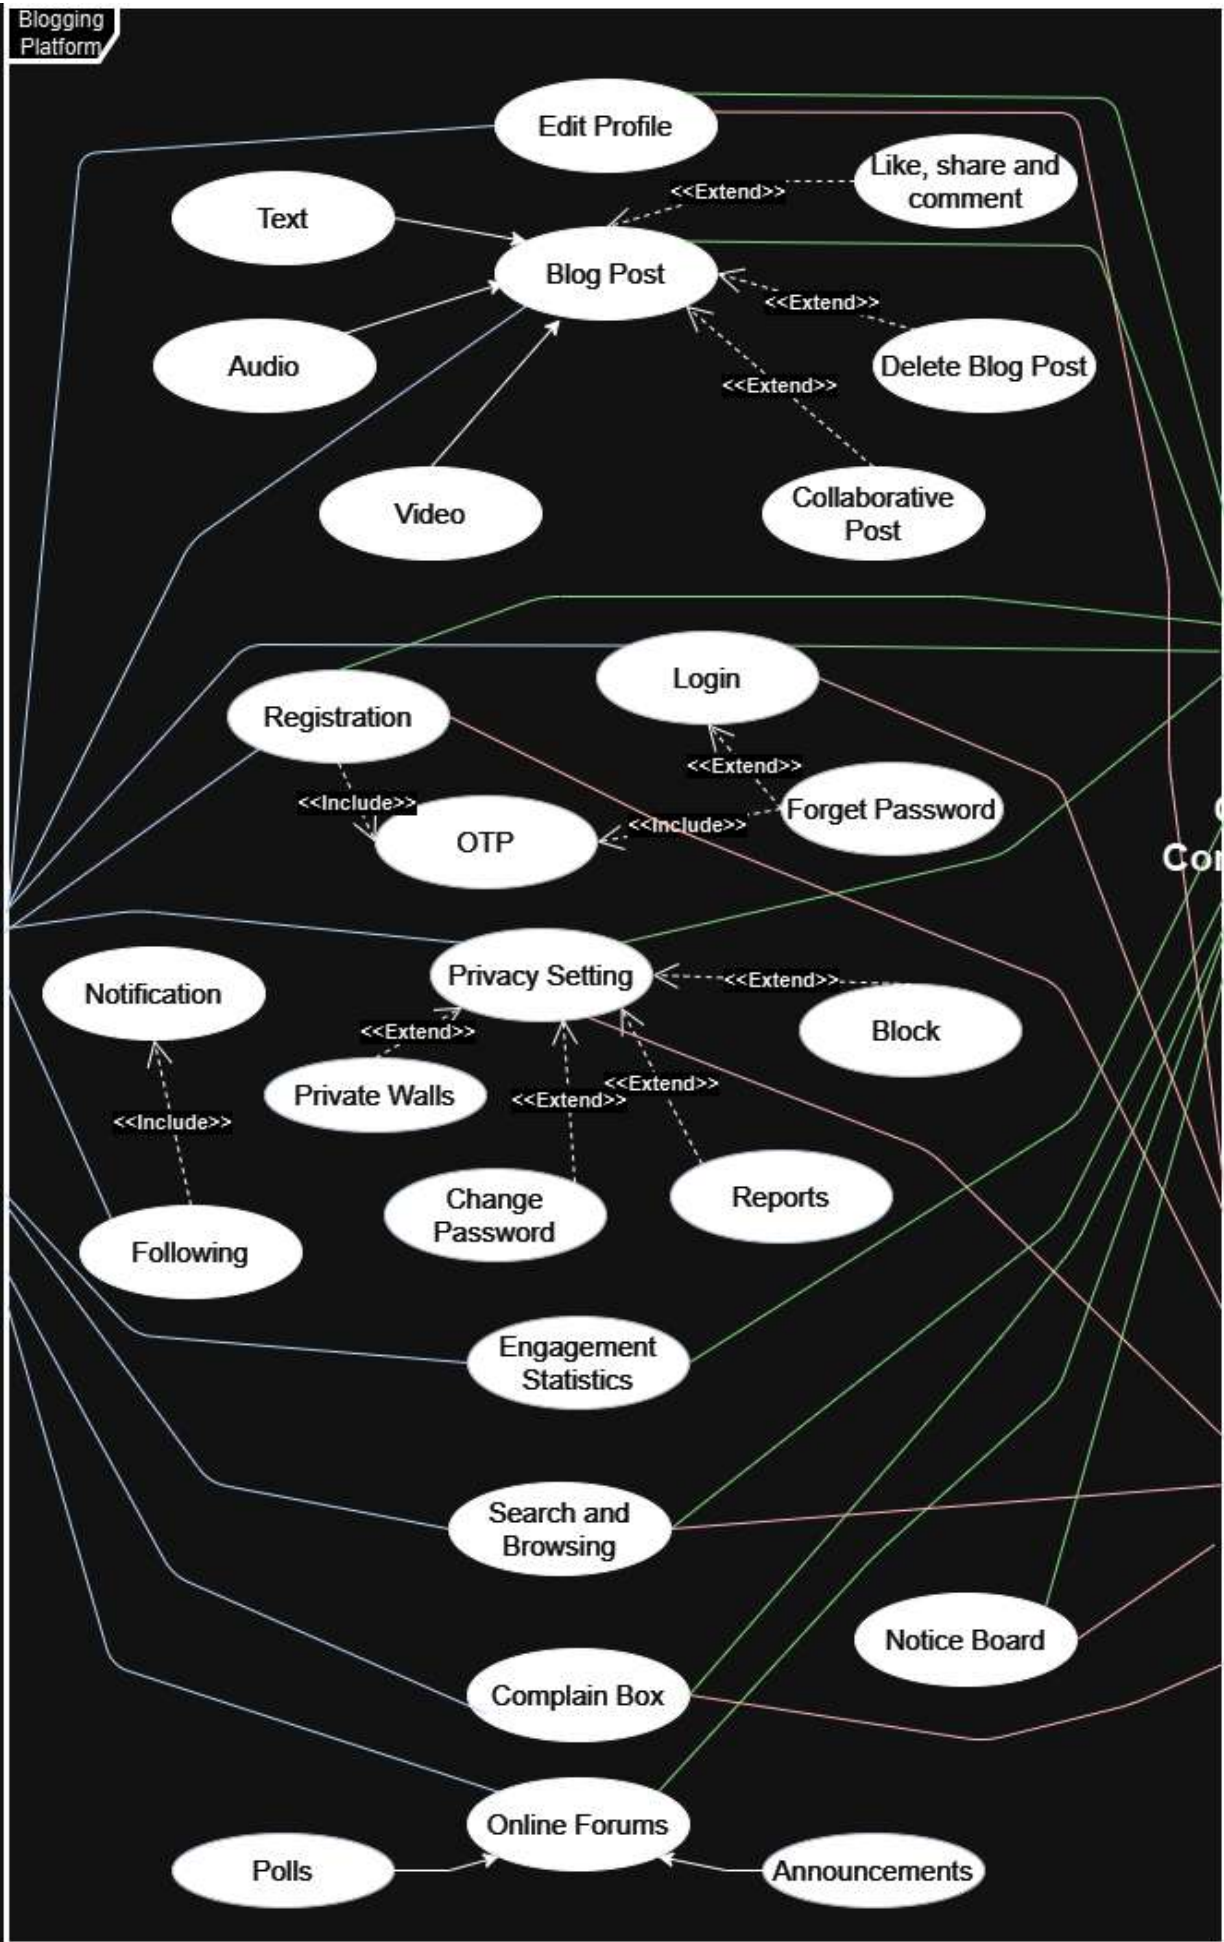 Blogging
Platform
Edit Profile
Like, share and
comment
<<Extend>>
Text
Blog Post
<<Extend>>
Audio
Delete Blog Post
<<Extend>>
Video
Collaborative
Post
Login
Registration
<<Extend>>
<<Include>>
Forget Password
<<Include>>
OTP
Privacy Setting
<<Extend>>
Notification
<<Extend>>
Block
Private Walls
<<Extend>>
<<Extend>>
<<Include>>
Change
Password
Reports
Following
Engagement
Statistics
Search and
Browsing
Notice Board
Complain Box
Online Forums
Polls
Announcements